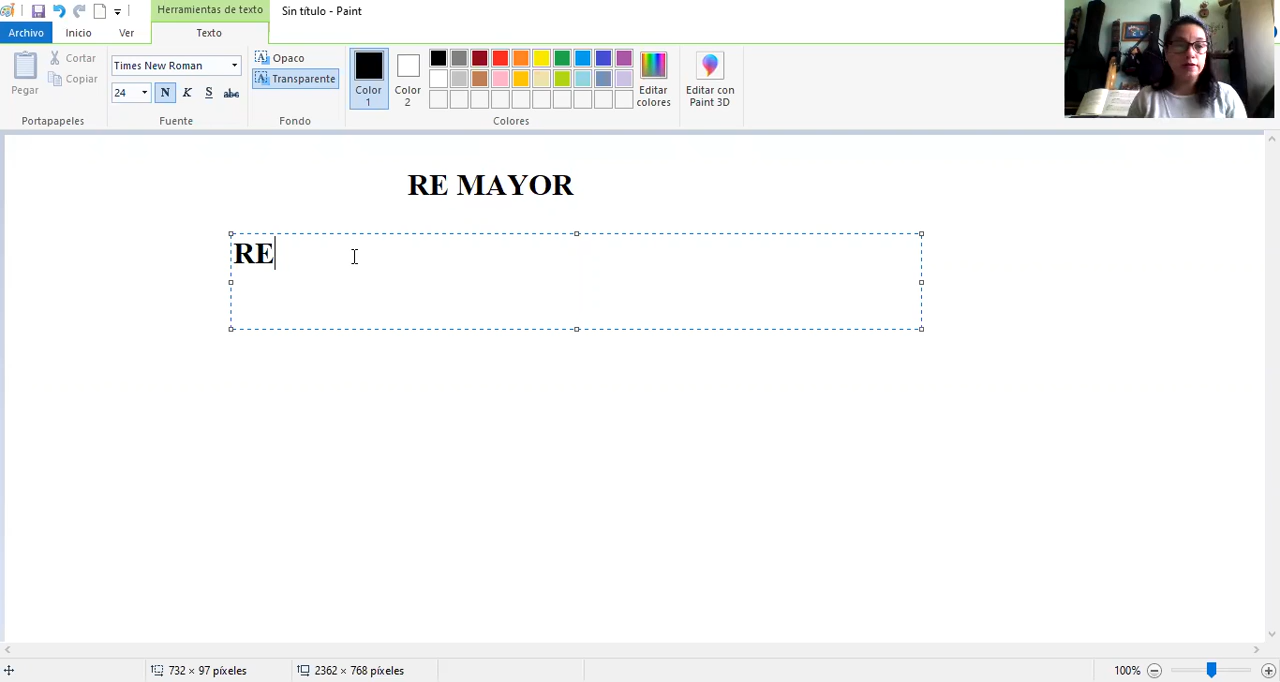 Herramientas de texto
Sin título - Paint
Archivo
Inicio
Ver
Texto
Pegar
Cortar
Copiar
Portapapeles
Times New Roman
24
N
K
S
abc
Fuente
Opaco
Transparente
Fondo
Color 1
Color 2
Editar colores
Editar con Paint 3D
Colores
RE MAYOR
RE
732 × 97 píxeles
2362 × 768 píxeles
100%